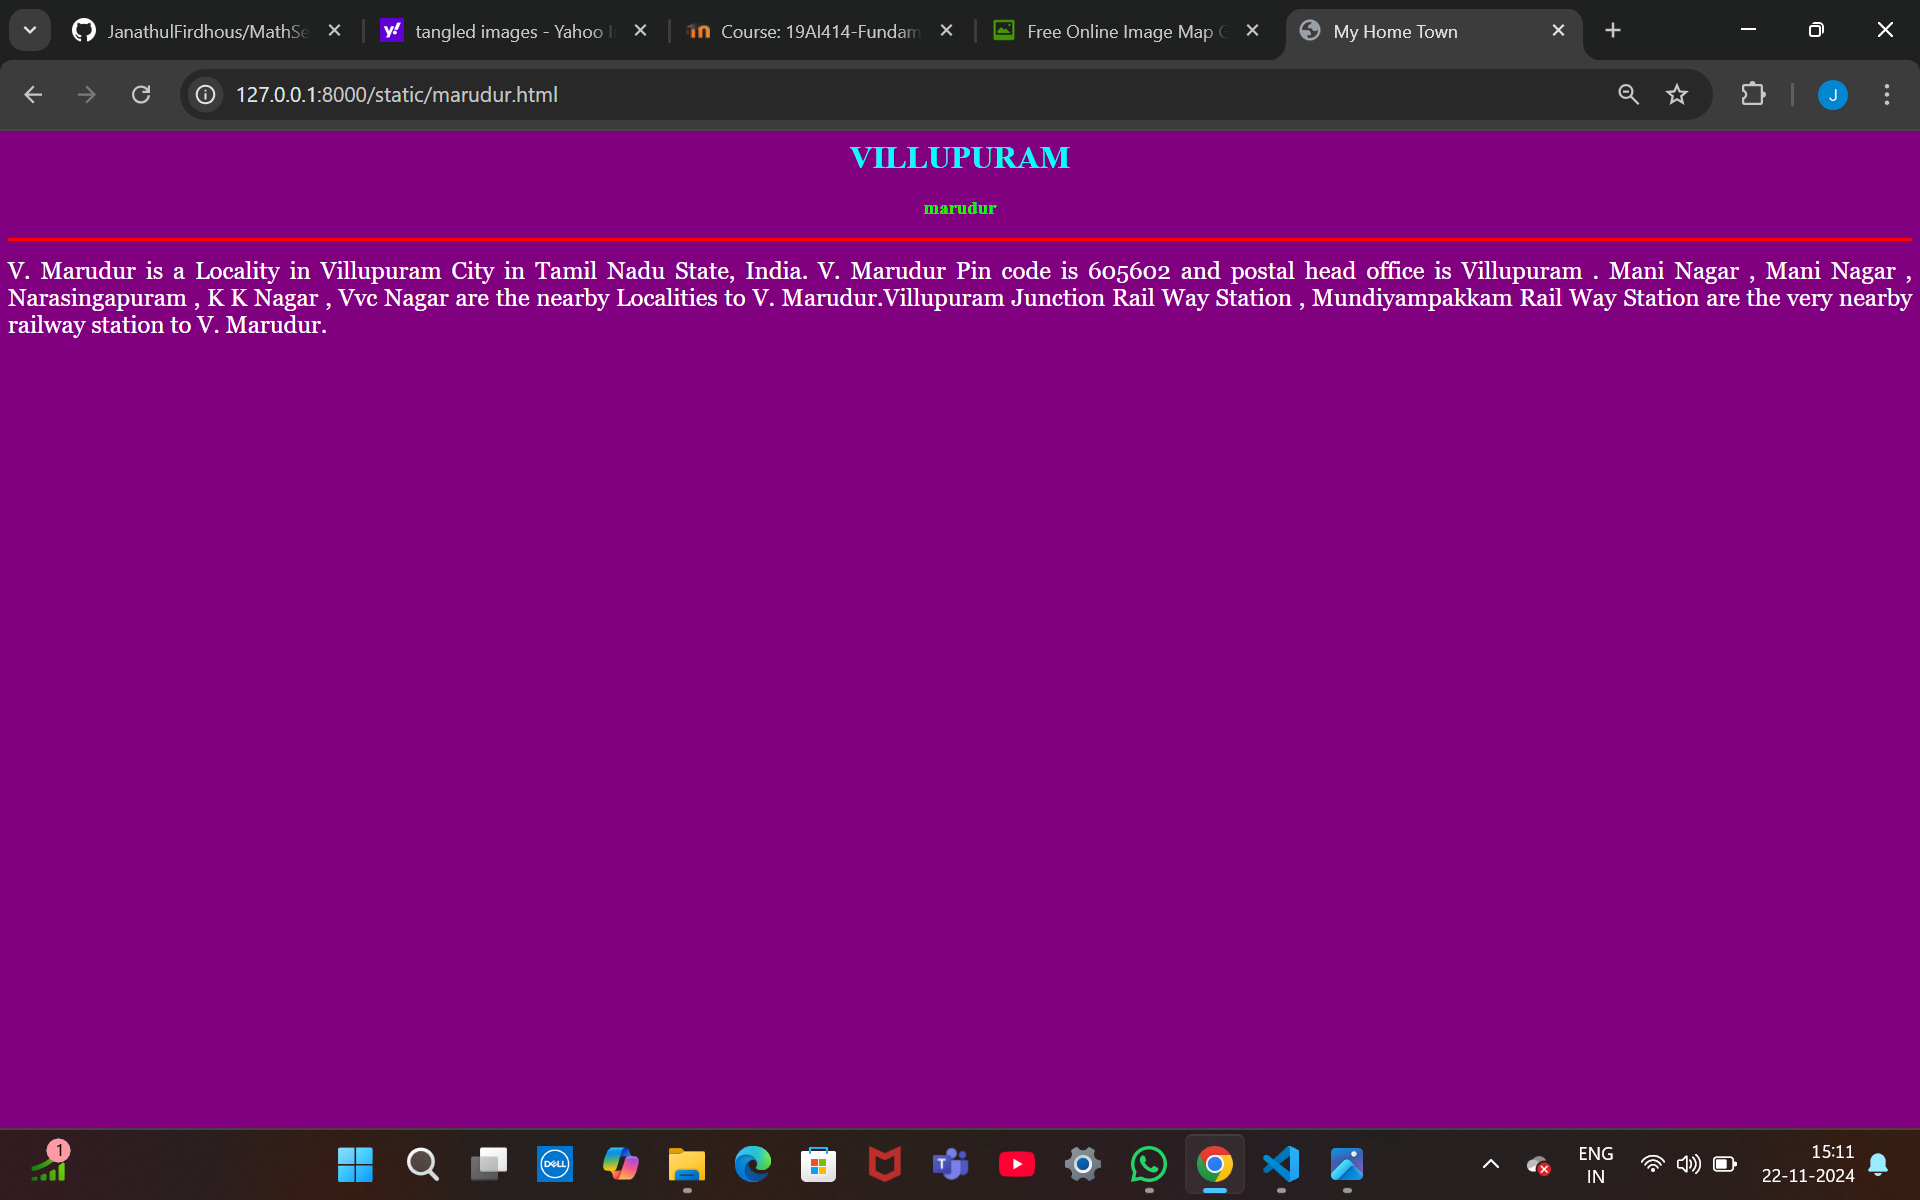 JanathulFirdhous/MathSe
tangled images - Yahoo I
Course: 19AI414-Fundam
Free Online Image Map G
My Home Town
127.0.0.1:8000/static/marudur.html
J
VILLUPURAM
marudur
V. Marudur is a Locality in Villupuram City in Tamil Nadu State, India. V. Marudur Pin code is 605602 and postal head office is Villupuram . Mani Nagar , Mani Nagar ,
Narasingapuram , K K Nagar , Vvc Nagar are the nearby Localities to V. Marudur.Villupuram Junction Rail Way Station , Mundiyampakkam Rail Way Station are the very nearby
railway station to V. Marudur.
1
DELL
ENG
IN
15:11
22-11-2024